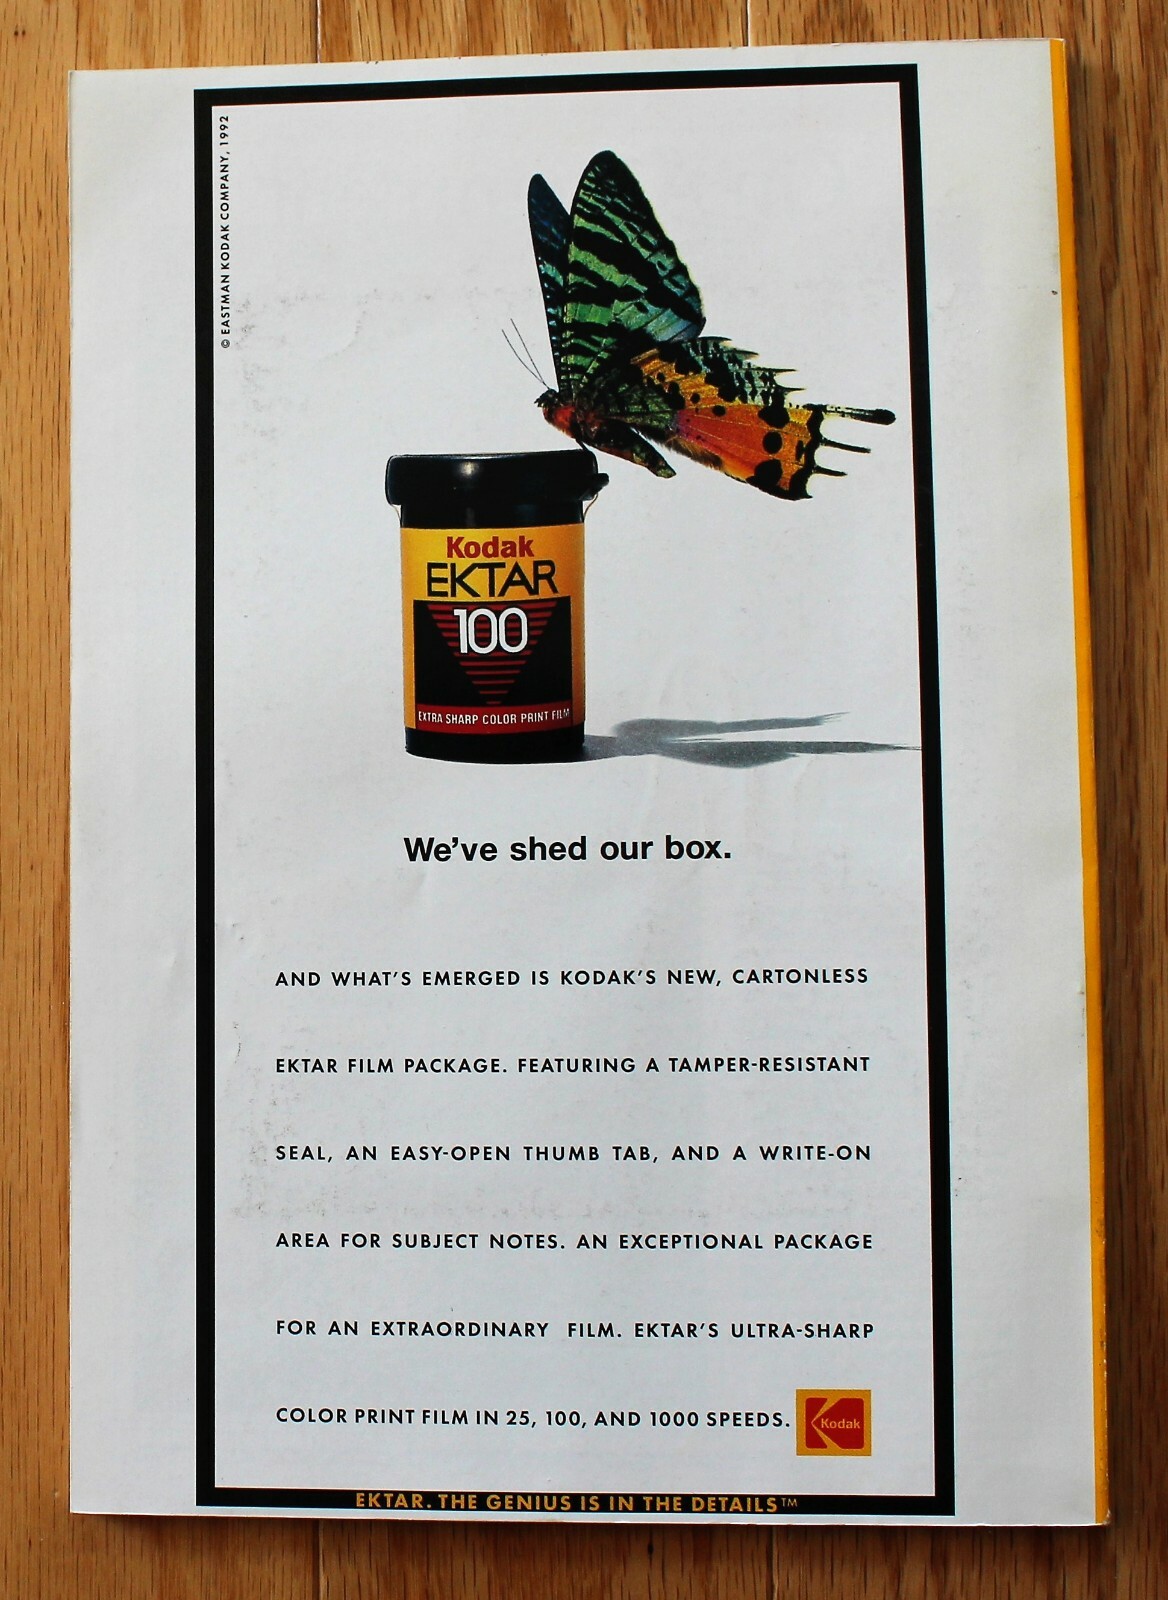 © EASTMAN KODAK COMPANY, 1992
Kodak
EKTAR
100
EXTRA SHARP COLOR PRINT FILM
We've shed our box.
AND WHAT'S EMERGED IS KODAK'S NEW, CARTONLESS
EKTAR FILM PACKAGE. FEATURING A TAMPER-RESISTANT
SEAL, AN EASY-OPEN THUMB TAB, AND A WRITE-ON
AREA FOR SUBJECT NOTES. AN EXCEPTIONAL PACKAGE
FOR AN EXTRAORDINARY FILM. EKTAR'S ULTRA-SHARP
COLOR PRINT FILM IN 25, 100, AND 1000 SPEEDS.
Kodak
EKTAR. THE GENIUS IS IN THE DETAILS™